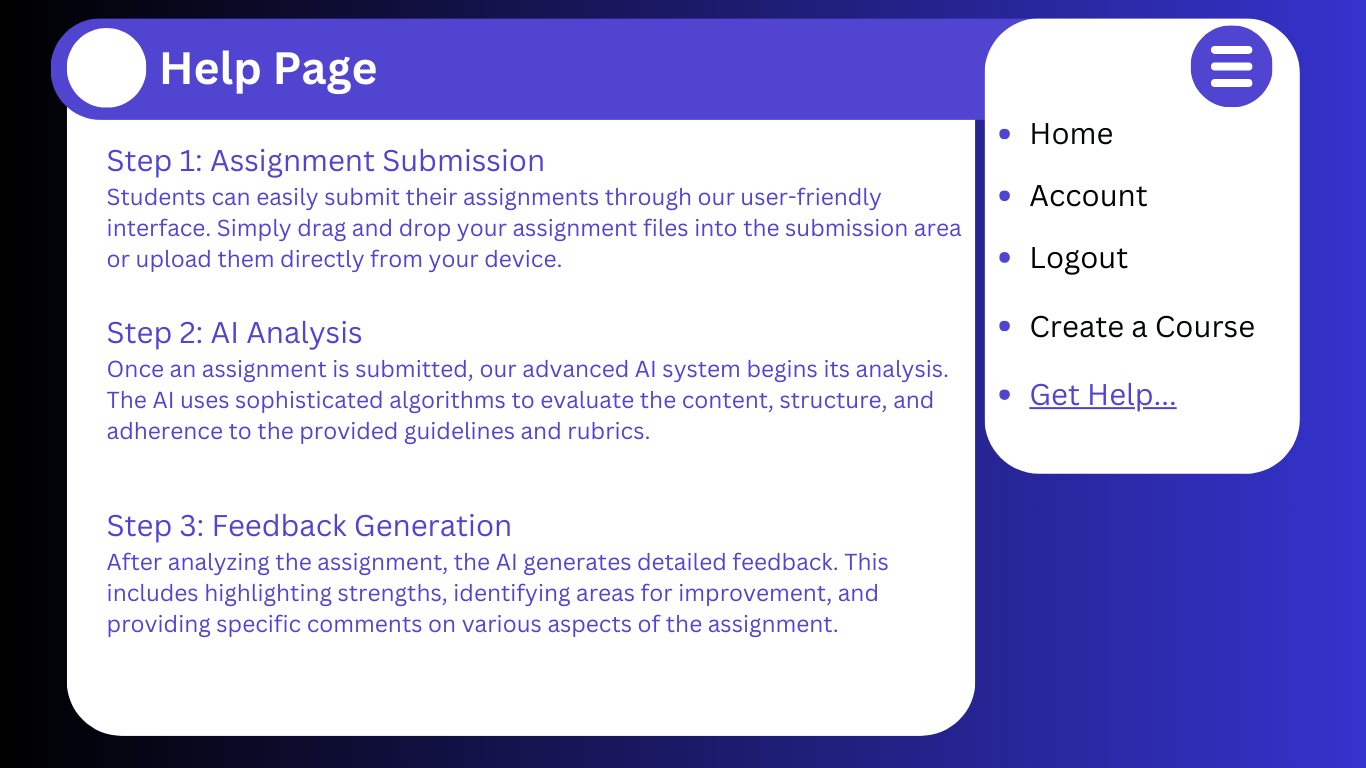 Help Page
Step 1: Assignment Submission
Students can easily submit their assignments through our user-friendly
interface. Simply drag and drop your assignment files into the submission area
or upload them directly from your device.
Step 2: AI Analysis
Once an assignment is submitted, our advanced AI system begins its analysis.
The AI uses sophisticated algorithms to evaluate the content, structure, and
adherence to the provided guidelines and rubrics.
Step 3: Feedback Generation
After analyzing the assignment, the AI generates detailed feedback. This
includes highlighting strengths, identifying areas for improvement, and
providing specific comments on various aspects of the assignment.
Home
Account
Logout
Create a Course
Get Help...